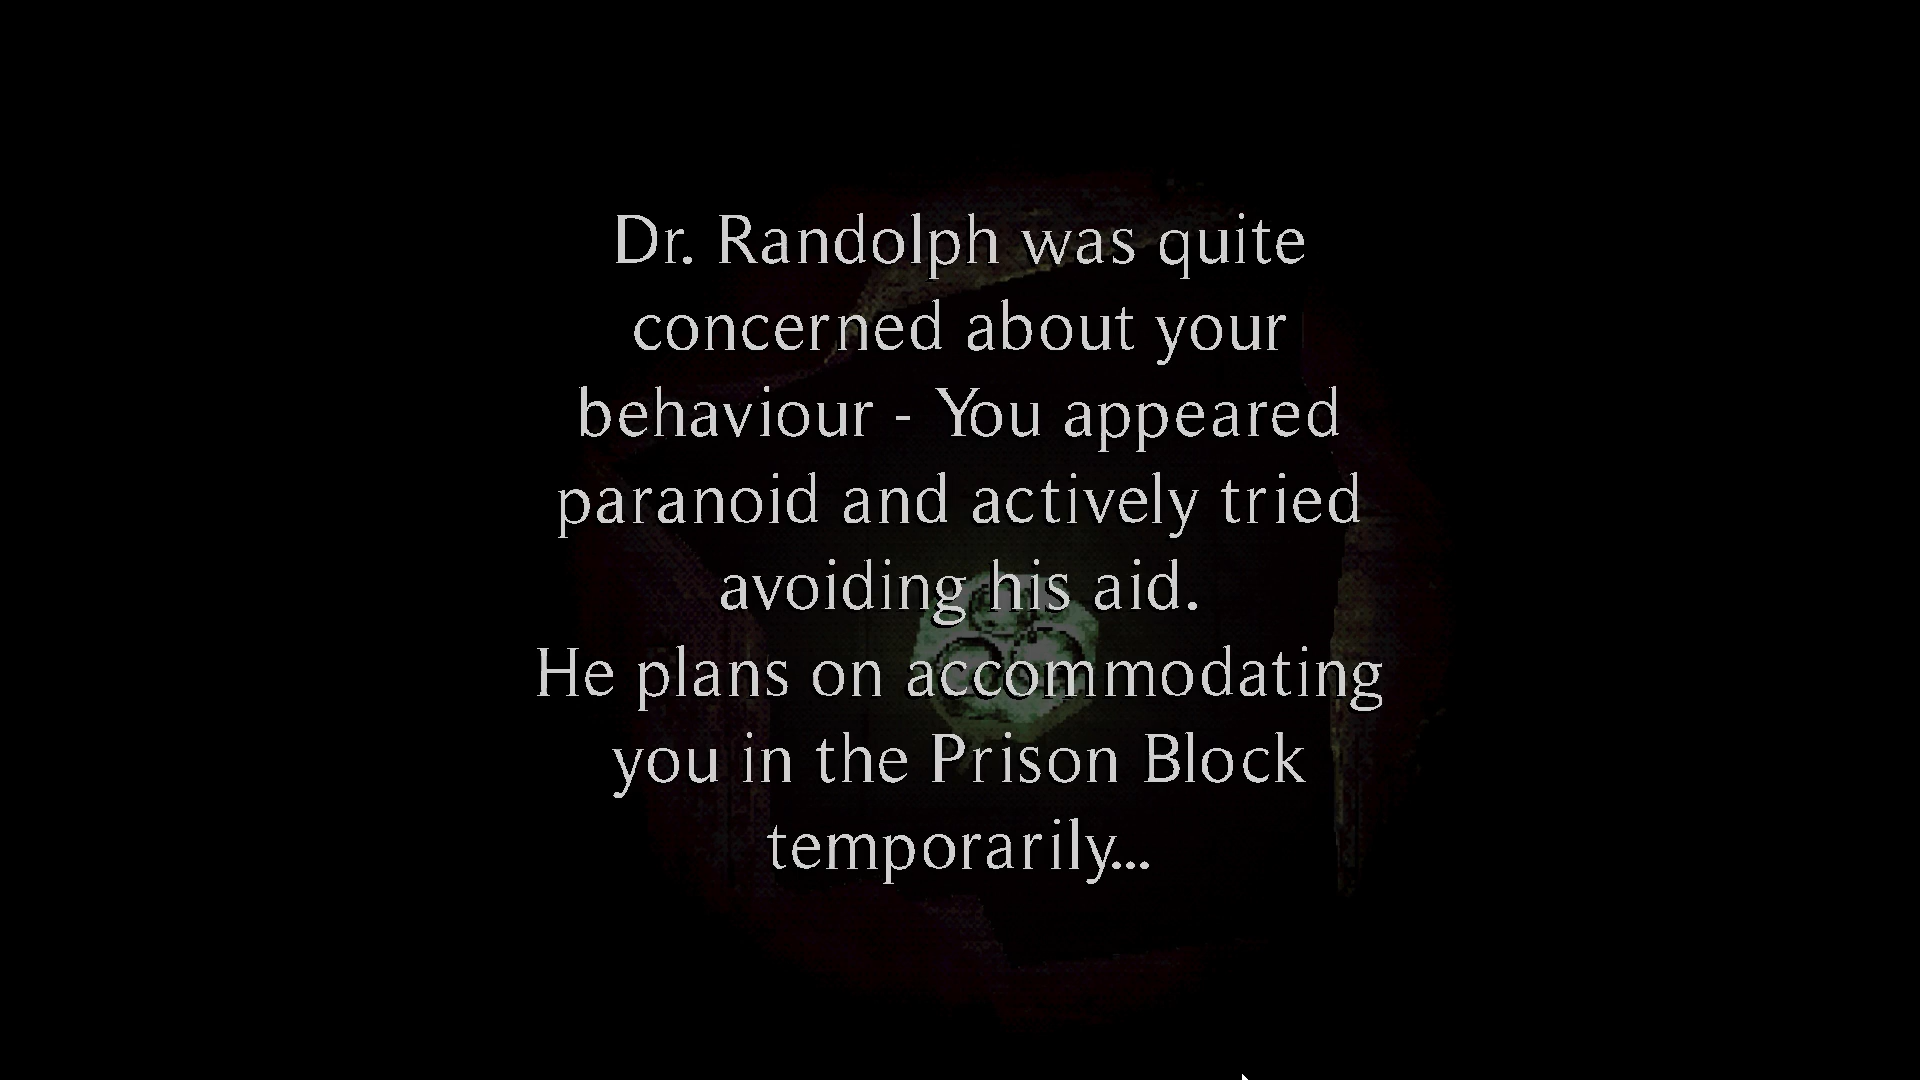 Dr. Randolph was quite
concerned about your
behaviour - You appeared
paranoid and actively tried
avoiding his aid.
He plans on accommodating
you in the Prison Block
temporarily...